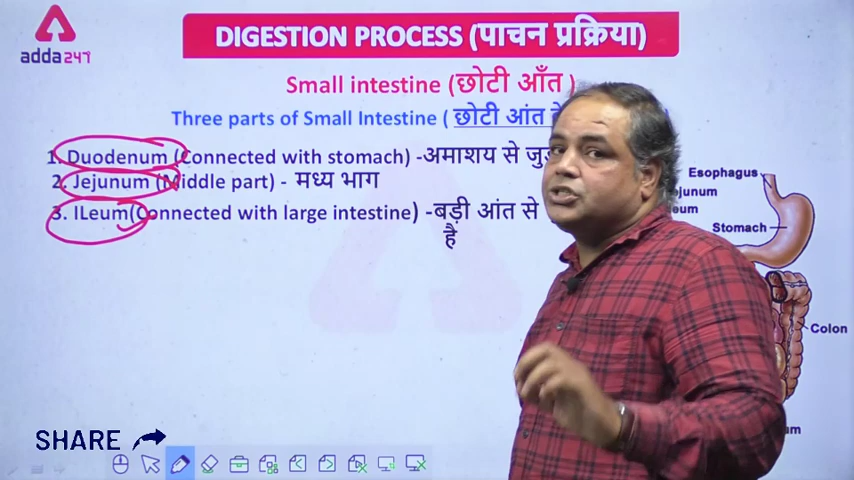 adda247
DIGESTION PROCESS (पाचन प्रक्रिया)
Small intestine (छोटी आँत )
Three parts of Small Intestine ( छोटी आंत
1. Duodenum (Connected with stomach) -अमाशय से
2. Jejunum (Middle part) - मध्य भाग
3. ILeum(Connected with large intestine) -बड़ी आंत से
है
Esophagus
Stomach
Colon
SHARE